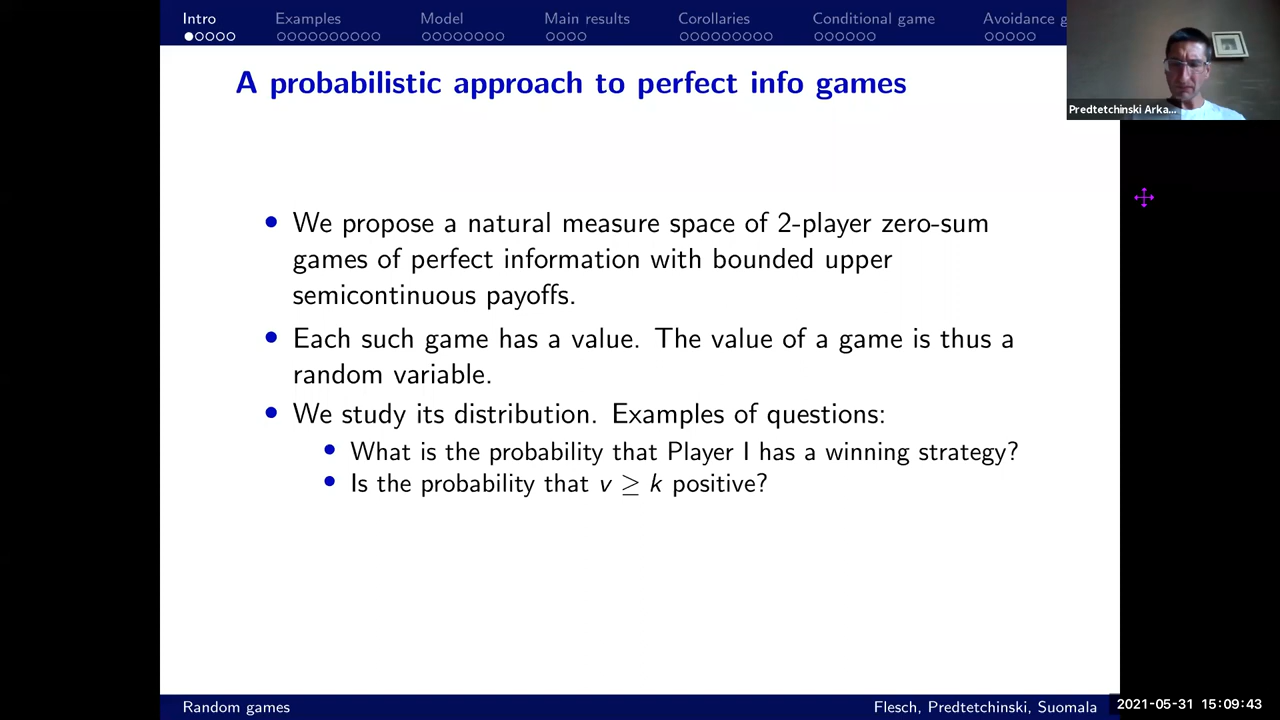 Intro Examples Model Main results Corollaries Conditional game Avoidance g
A probabilistic approach to perfect info games
Predtetchinski Arka...
• We propose a natural measure space of 2-player zero-sum
games of perfect information with bounded upper
semicontinuous payoffs.
• Each such game has a value. The value of a game is thus a
random variable.
• We study its distribution. Examples of questions:
• What is the probability that Player I has a winning strategy?
• Is the probability that v ≥ k positive?
Random games Flesch, Predtetchinski, Suomala
2021-05-31 15:09:43